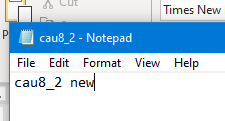 Cut
Times New
cau8_2 - Notepad
File Edit Format View Help
cau8_2 new